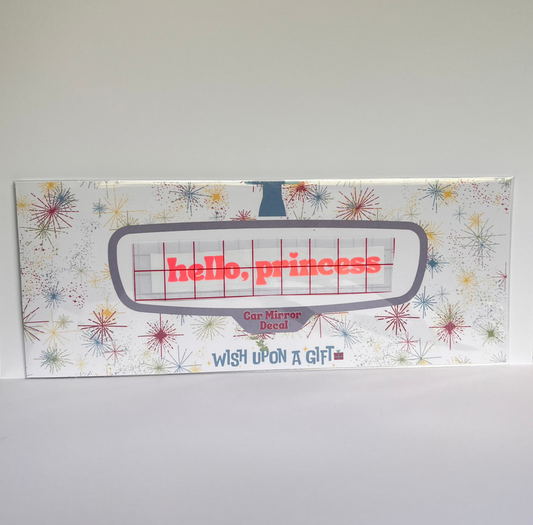 hello, princess
Car Mirror
Decal
WISH UPON A GIFT